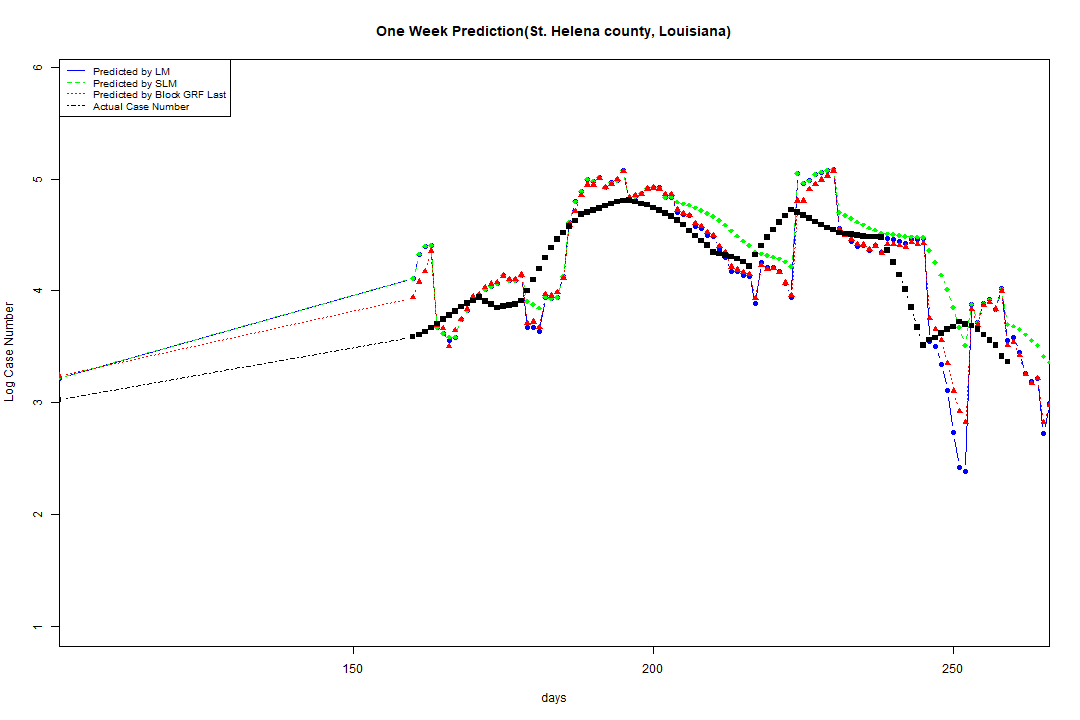 One Week Prediction(St. Helena county, Louisiana)
Predicted by LM
Predicted by SLM
Predicted by Block GRF Last
Actual Case Number
6
5
4
3
2
1
Log Case Number
150 200 250
days